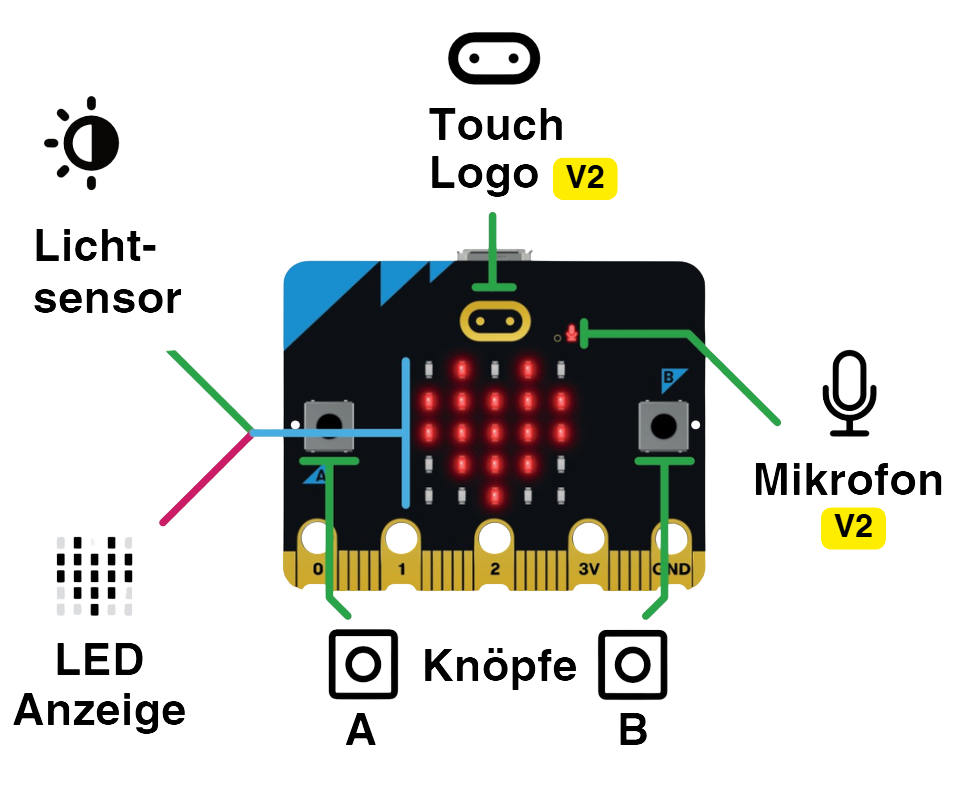 Touch
Logo V2
Licht-
sensor
B
Mikrofon
V2
A
0 1 2 3V GND
LED
Anzeige
Knöpfe
A B